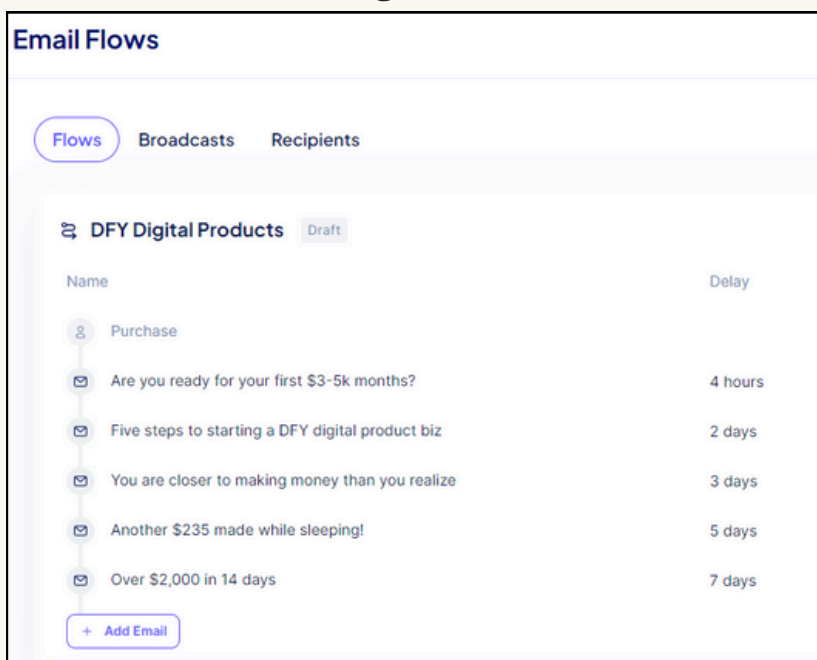 Email Flows
Flows Broadcasts Recipients
DFY Digital Products Draft
Name Delay
Purchase
Are you ready for your first $3-5k months? 4 hours
Five steps to starting a DFY digital product biz 2 days
You are closer to making money than you realize 3 days
Another $235 made while sleeping! 5 days
Over $2,000 in 14 days 7 days
+ Add Email